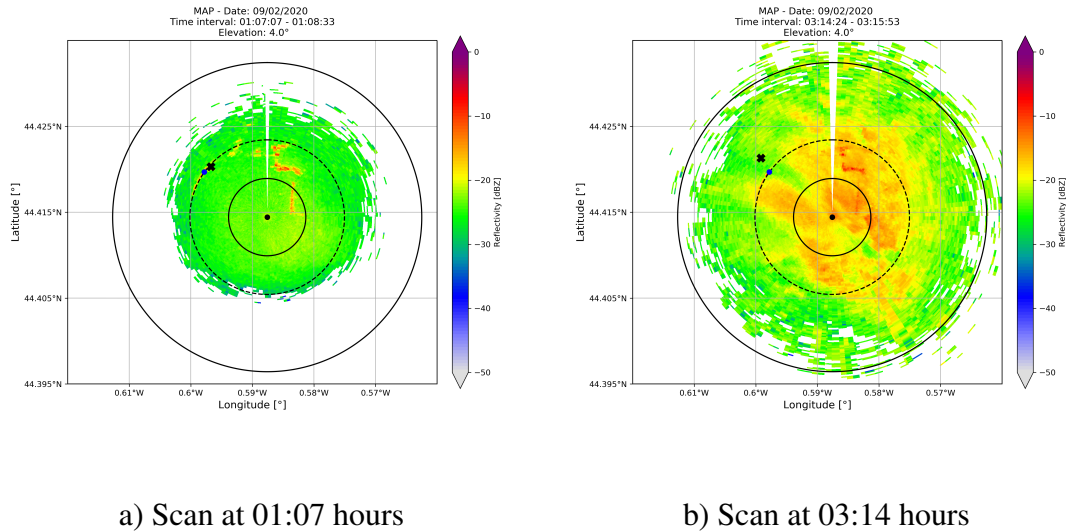 MAP - Date: 09/02/2020
Time interval: 01:07:07 - 01:08:33
Elevation: 4.0°
44.425°N
44.415°N
44.405°N
44.395°N
Latitude [°]
0.61°W
0.6°W
0.59°W
0.58°W
0.57°W
Longitude [°]
0
−10
−20
−30
−40
−50
Reflectivity [dBZ]
a) Scan at 01:07 hours
MAP - Date: 09/02/2020
Time interval: 03:14:24 - 03:15:53
Elevation: 4.0°
44.425°N
44.415°N
44.405°N
44.395°N
Latitude [°]
0.61°W
0.6°W
0.59°W
0.58°W
0.57°W
Longitude [°]
0
−10
−20
−30
−40
−50
Reflectivity [dBZ]
b) Scan at 03:14 hours